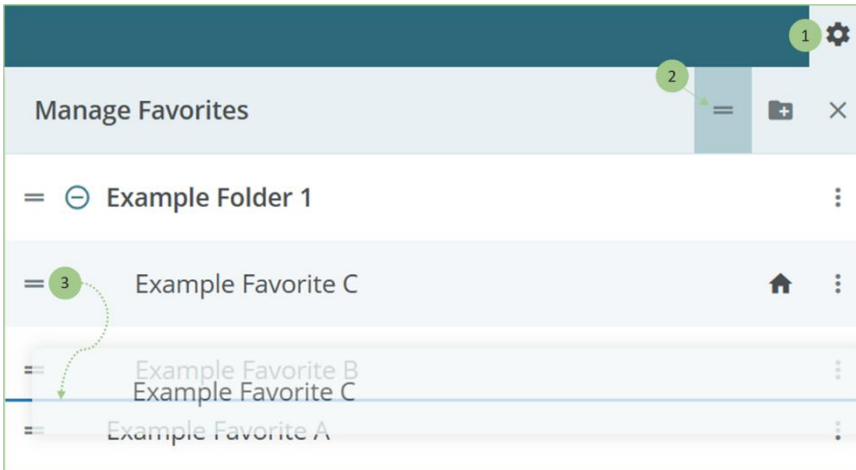 1
2
Manage Favorites
Example Folder 1
3
Example Favorite C
Example Favorite B
Example Favorite C
Example Favorite A